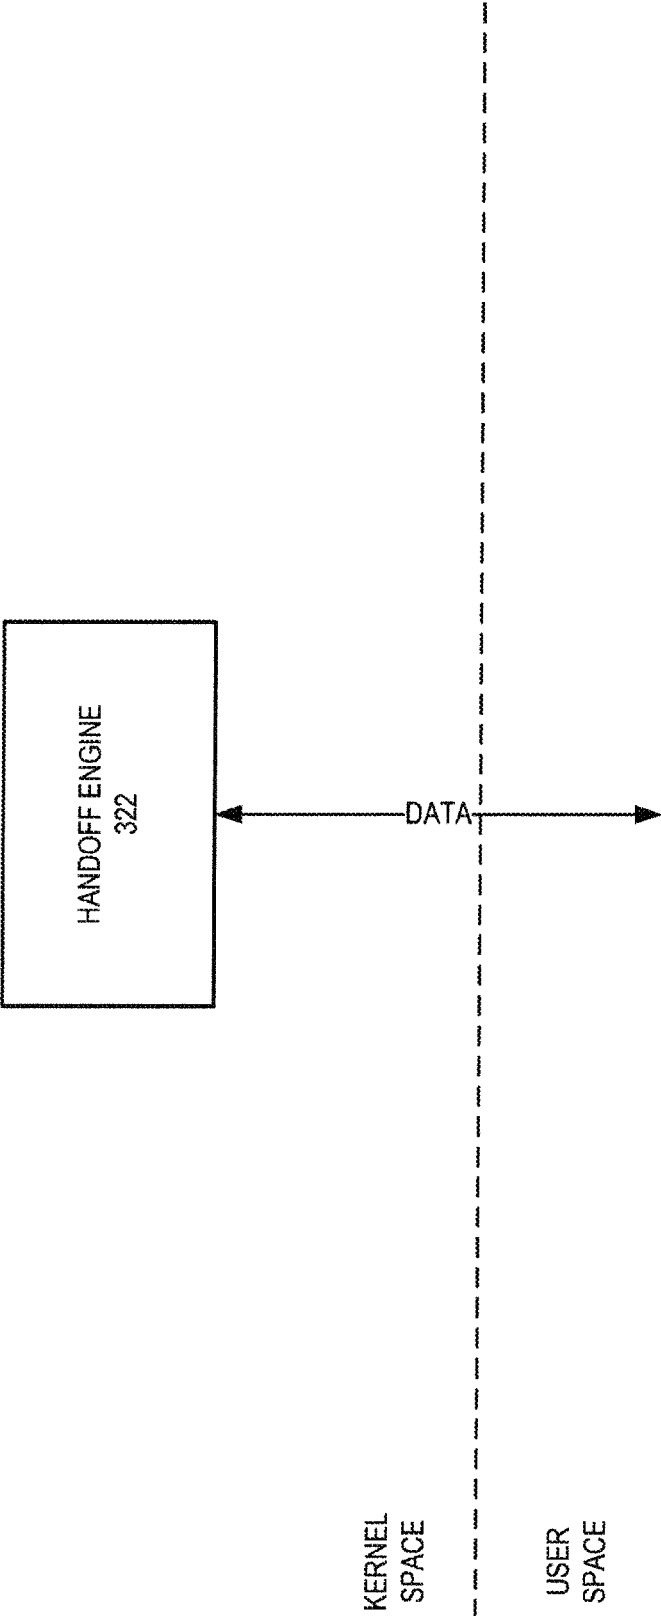 HANDOFF ENGINE
322
DATA
KERNEL
SPACE
USER
SPACE